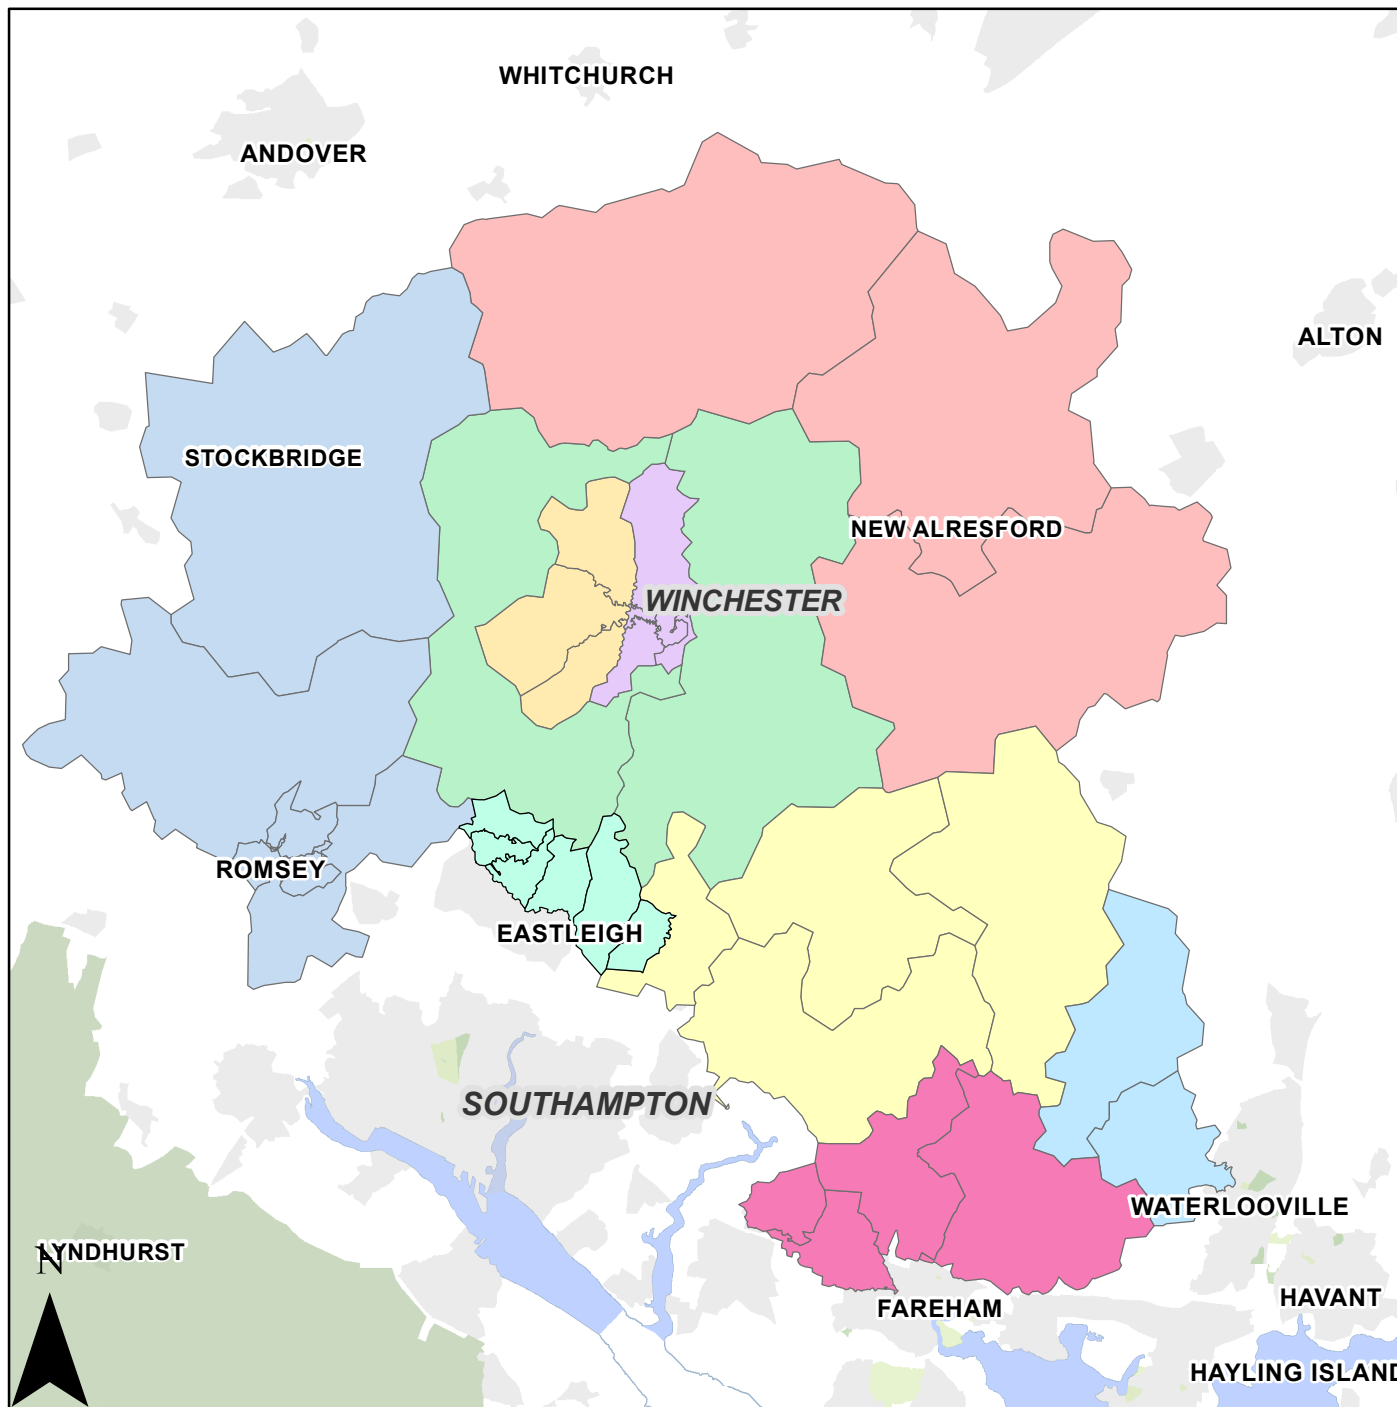 WHITCHURCH
ANDOVER
ALTON
STOCKBRIDGE
NEW ALRESFORD
WINCHESTER
ROMSEY
EASTLEIGH
SOUTHAMPTON
WATERLOOVILLE
LYNDHURST
N
HAVANT
FAREHAM
HAYLING ISLAND